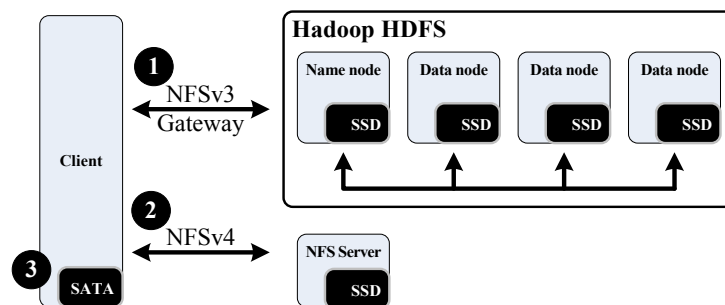 Hadoop HDFS
1
Name node
Data node
Data node
Data node
NFSv3
Gateway
SSD
SSD
SSD
SSD
Client
2
NFSv4
NFS Server
3
SATA
SSD